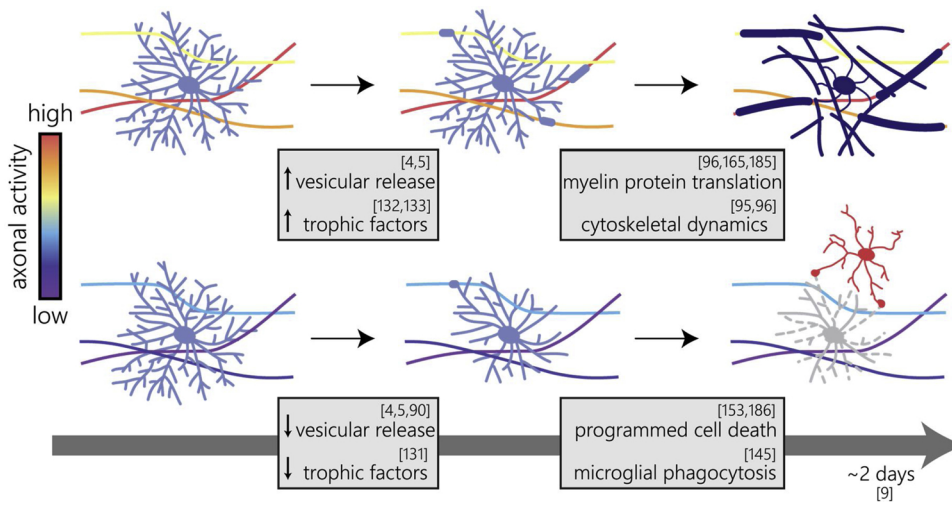 high
axonal activity
low
[4,5]
↑ vesicular release
[132,133]
↑ trophic factors
[96,165,185]
myelin protein translation
[95,96]
cytoskeletal dynamics
[4,5,90]
↓ vesicular release
[131]
↓ trophic factors
[153,186]
programmed cell death
[145]
microglial phagocytosis
~2 days
[9]